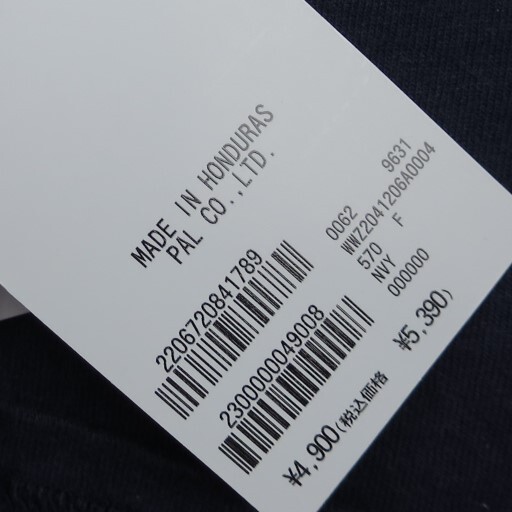 MADE IN HONDURAS
PAL CO.,LTD.
2206720841789
2300000049008
0062 9631
WWZ2041206A0004
570 F
NVY
000000
¥4,900(税込価格 ¥5,390)